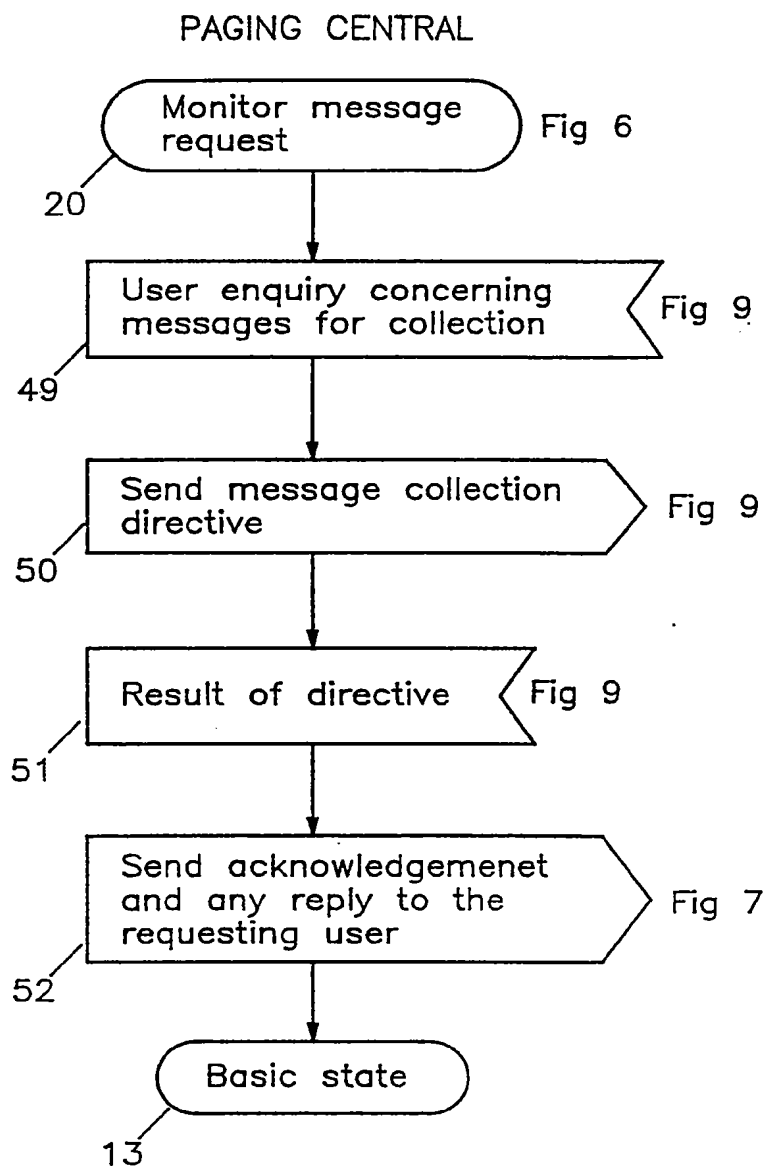 PAGING CENTRAL
Monitor message
request
Fig 6
20
User enquiry concerning
messages for collection
Fig 9
49
Send message collection
directive
Fig 9
50
Result of directive
Fig 9
51
Send acknowledgemenet
and any reply to the
requesting user
Fig 7
52
Basic state
13